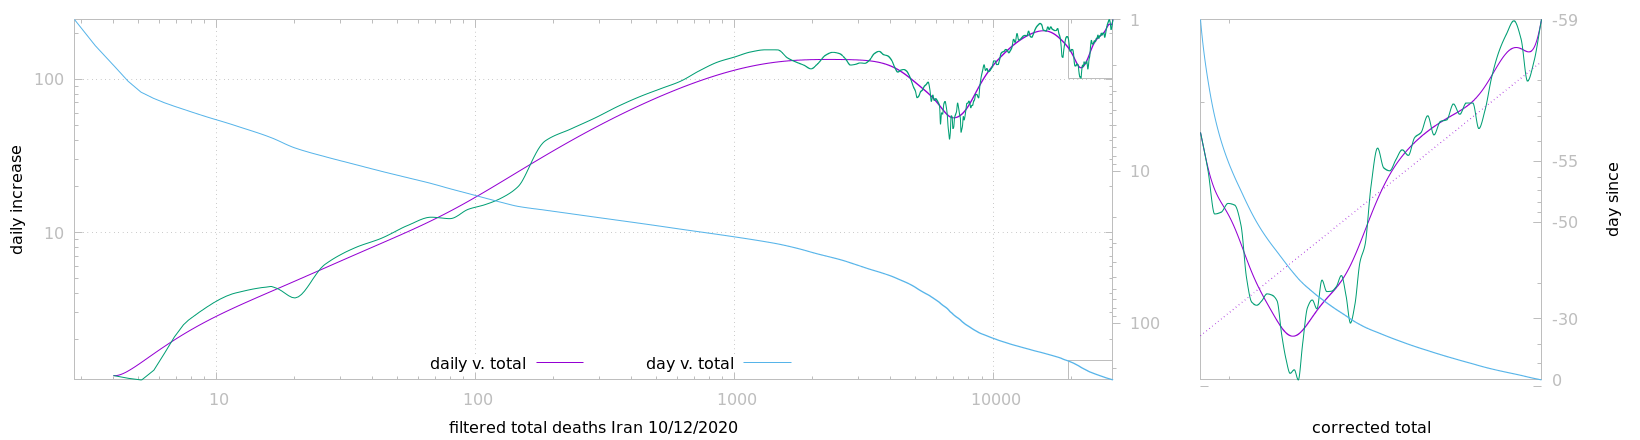 daily increase
100
10
10
100
1000
10000
1
10
100
daily v. total
day v. total
filtered total deaths Iran 10/12/2020
-59
-55
-50
-30
0
day since
corrected total